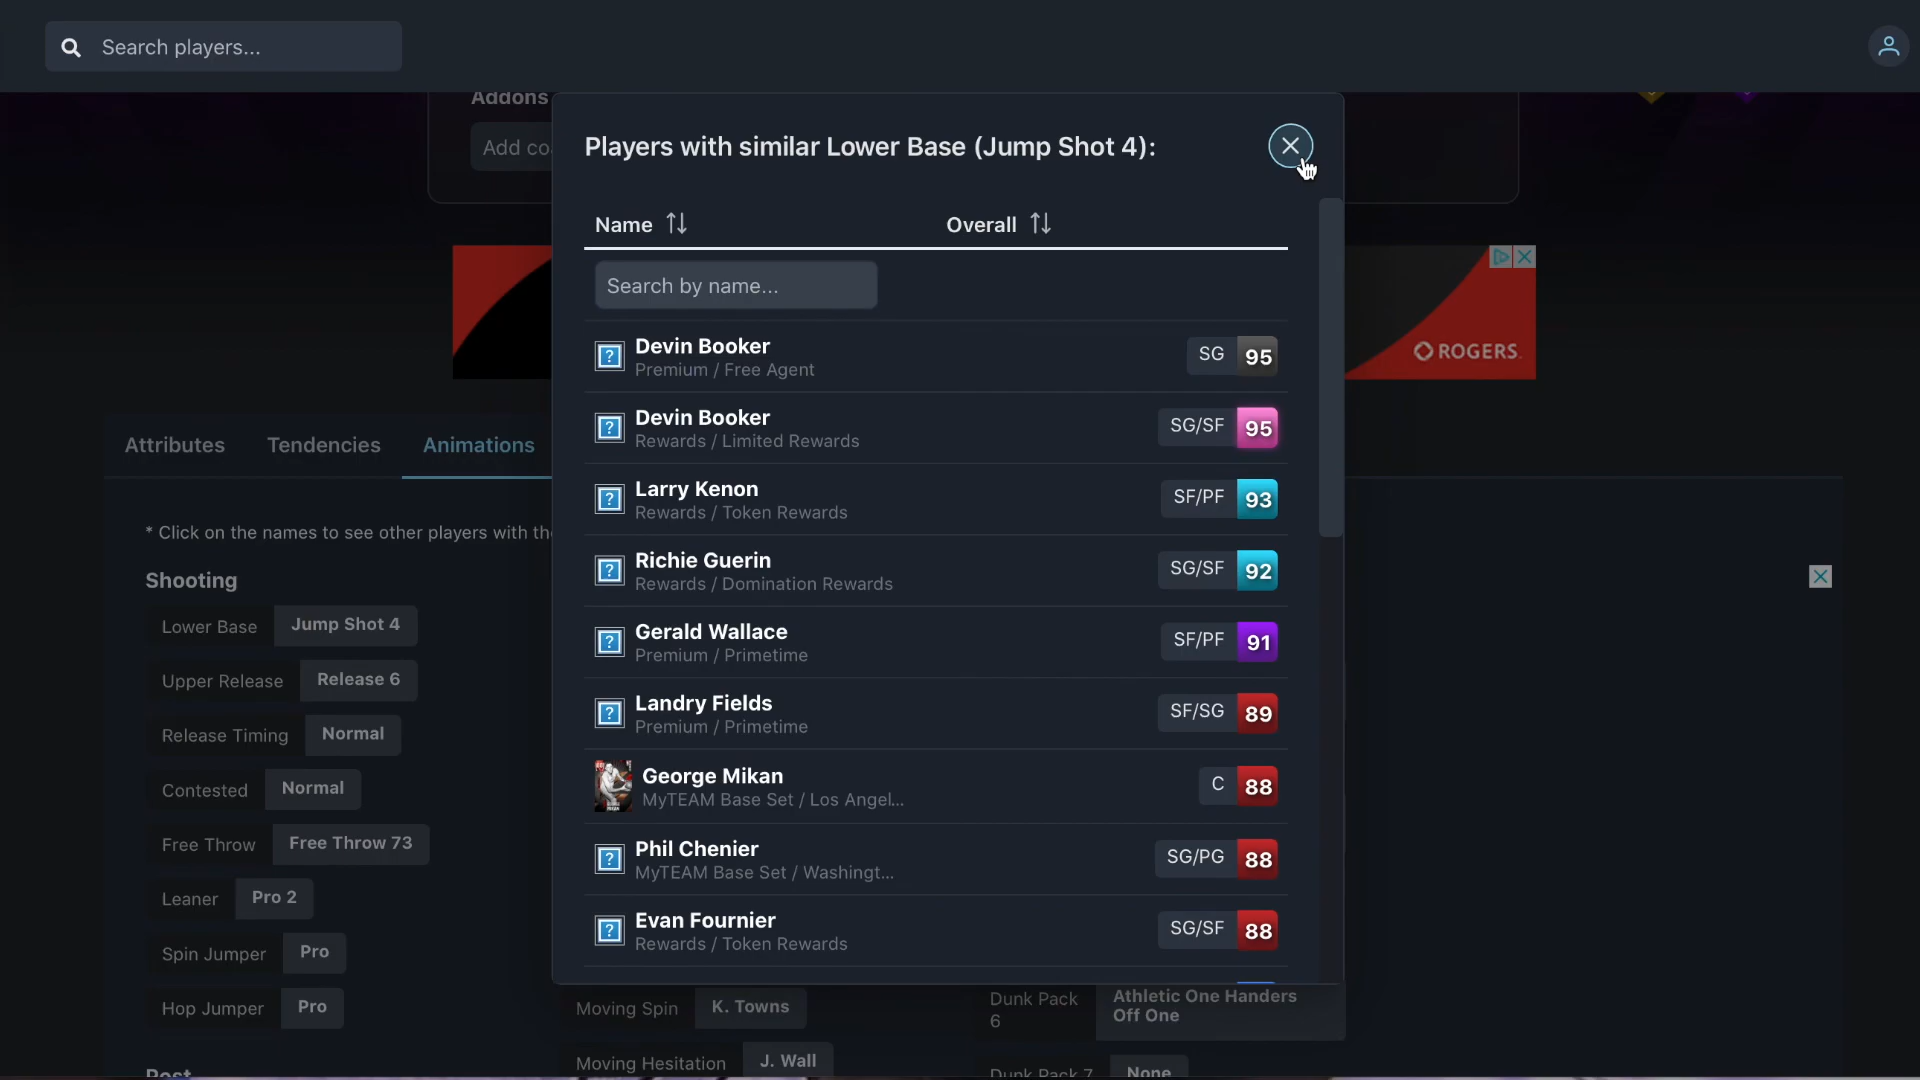 Search players...
Addons
Add co
Players with similar Lower Base (Jump Shot 4):
Name
Overall
Search by name...
Devin Booker
Premium / Free Agent
SG
95
Devin Booker
Rewards / Limited Rewards
SG/SF
95
Larry Kenon
Rewards / Token Rewards
SF/PF
93
Richie Guerin
Rewards / Domination Rewards
SG/SF
92
Gerald Wallace
Premium / Primetime
SF/PF
91
Landry Fields
Premium / Primetime
SF/SG
89
George Mikan
MyTEAM Base Set / Los Angel...
C
88
Phil Chenier
MyTEAM Base Set / Washingt...
SG/PG
88
Evan Fournier
Rewards / Token Rewards
SG/SF
88
ROGERS.
Attributes
Tendencies
Animations
* Click on the names to see other players with th
Shooting
Lower Base
Jump Shot 4
Upper Release
Release 6
Release Timing
Normal
Contested
Normal
Free Throw
Free Throw 73
Leaner
Pro 2
Spin Jumper
Pro
Hop Jumper
Pro
Post
Moving Spin
K. Towns
Moving Hesitation
J. Wall
Dunk Pack
6
Athletic One Handers
Off One
Dunk Pack 7
None